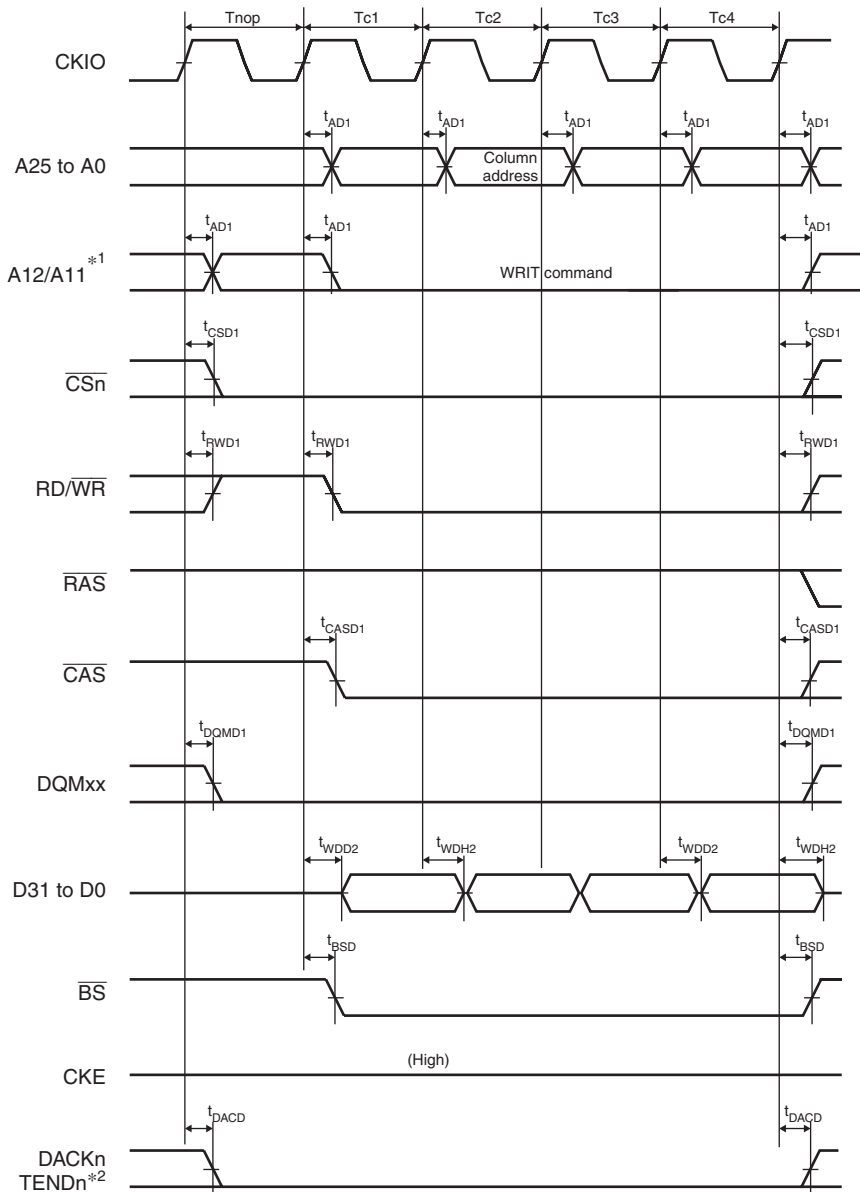 Tnop Tc1 Tc2 Tc3 Tc4
CKIO
tAD1 tAD1 tAD1 tAD1 tAD1
A25 to A0
Column
address
tAD1 tAD1 tAD1
A12/A11*1
WRIT command
tCSD1 tCSD1
CSn
tRWD1 tRWD1 tRWD1
RD/WR
RAS
tCASD1 tCASD1
CAS
tDQMD1 tDQMD1
DQMxx
tWDD2 tWDH2 tWDD2 tWDH2
D31 to D0
tBSD tBSD
BS
(High)
CKE
tDACD tDACD
DACKn
TENDn*2